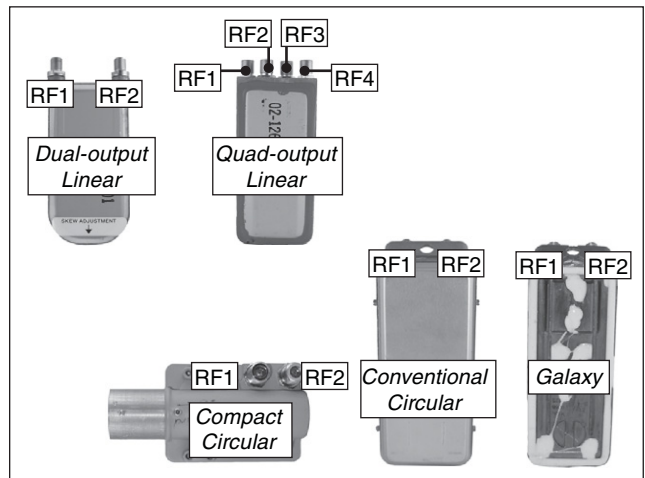 RF2
RF3
RF1
RF4
RF1
RF2
Dual-output
Linear
Quad-output
Linear
02-126
SKEW ADJUSTMENT
RF1
RF2
RF1
RF2
RF1
RF2
Compact
Circular
Conventional
Circular
Galaxy